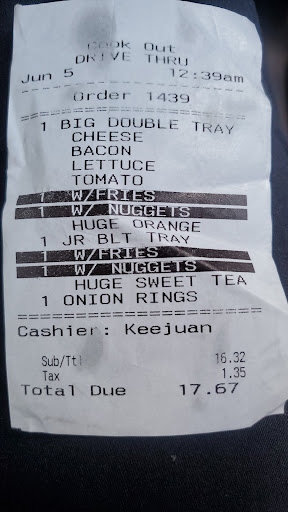 Cook Out
DRIVE THRU
Jun 5 12:39am
Order 1439
1 BIG DOUBLE TRAY
CHEESE
BACON
LETTUCE
TOMATO
1 W/FRIES
1 W/ NUGGETS
HUGE ORANGE
1 JR BLT TRAY
1 W/FRIES
1 W/ NUGGETS
HUGE SWEET TEA
1 ONION RINGS
Cashier: Keejuan
Sub/Ttl 16.32
Tax 1.35
Total Due 17.67